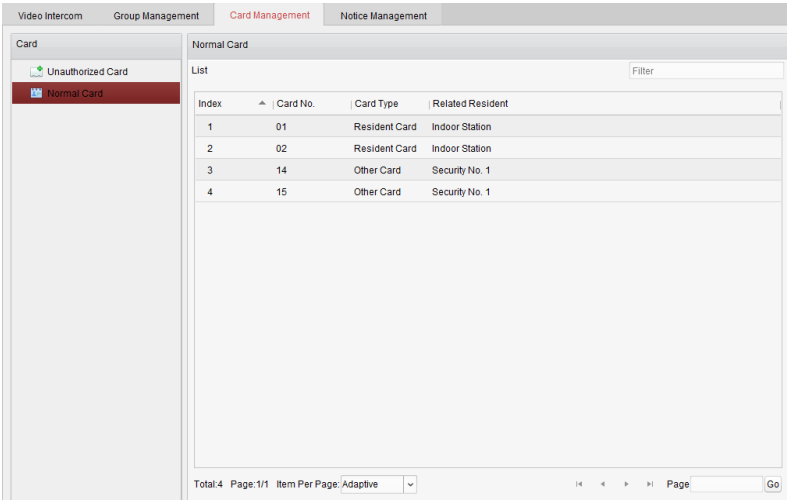 Video Intercom Group Management Card Management Notice Management
Card
Unauthorized Card
Normal Card
Normal Card
List Filter
Index Card No. Card Type Related Resident
1 01 Resident Card Indoor Station
2 02 Resident Card Indoor Station
3 14 Other Card Security No. 1
4 15 Other Card Security No. 1
Total:4 Page:1/1 Item Per Page: Adaptive Page Go